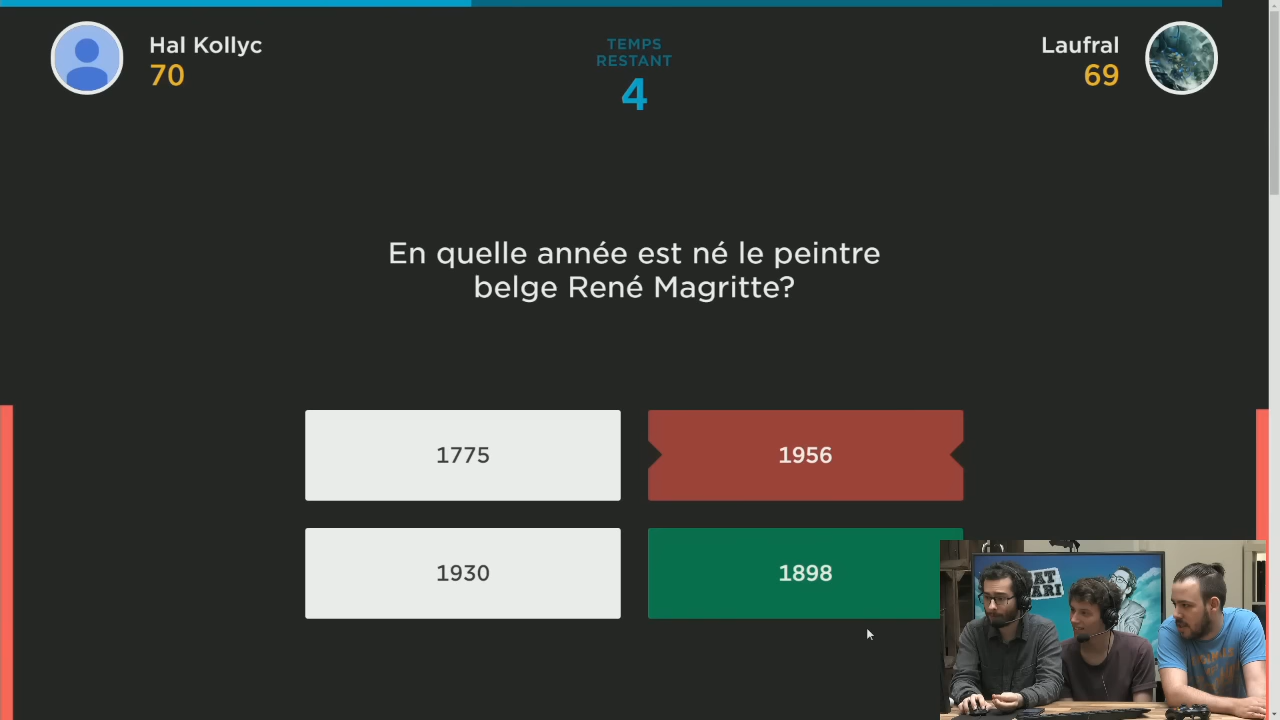 Hal Kollyc
70
TEMPS
RESTANT
4
Laufral
69
En quelle année est né le peintre
belge René Magritte?
1775
1956
1930
1898